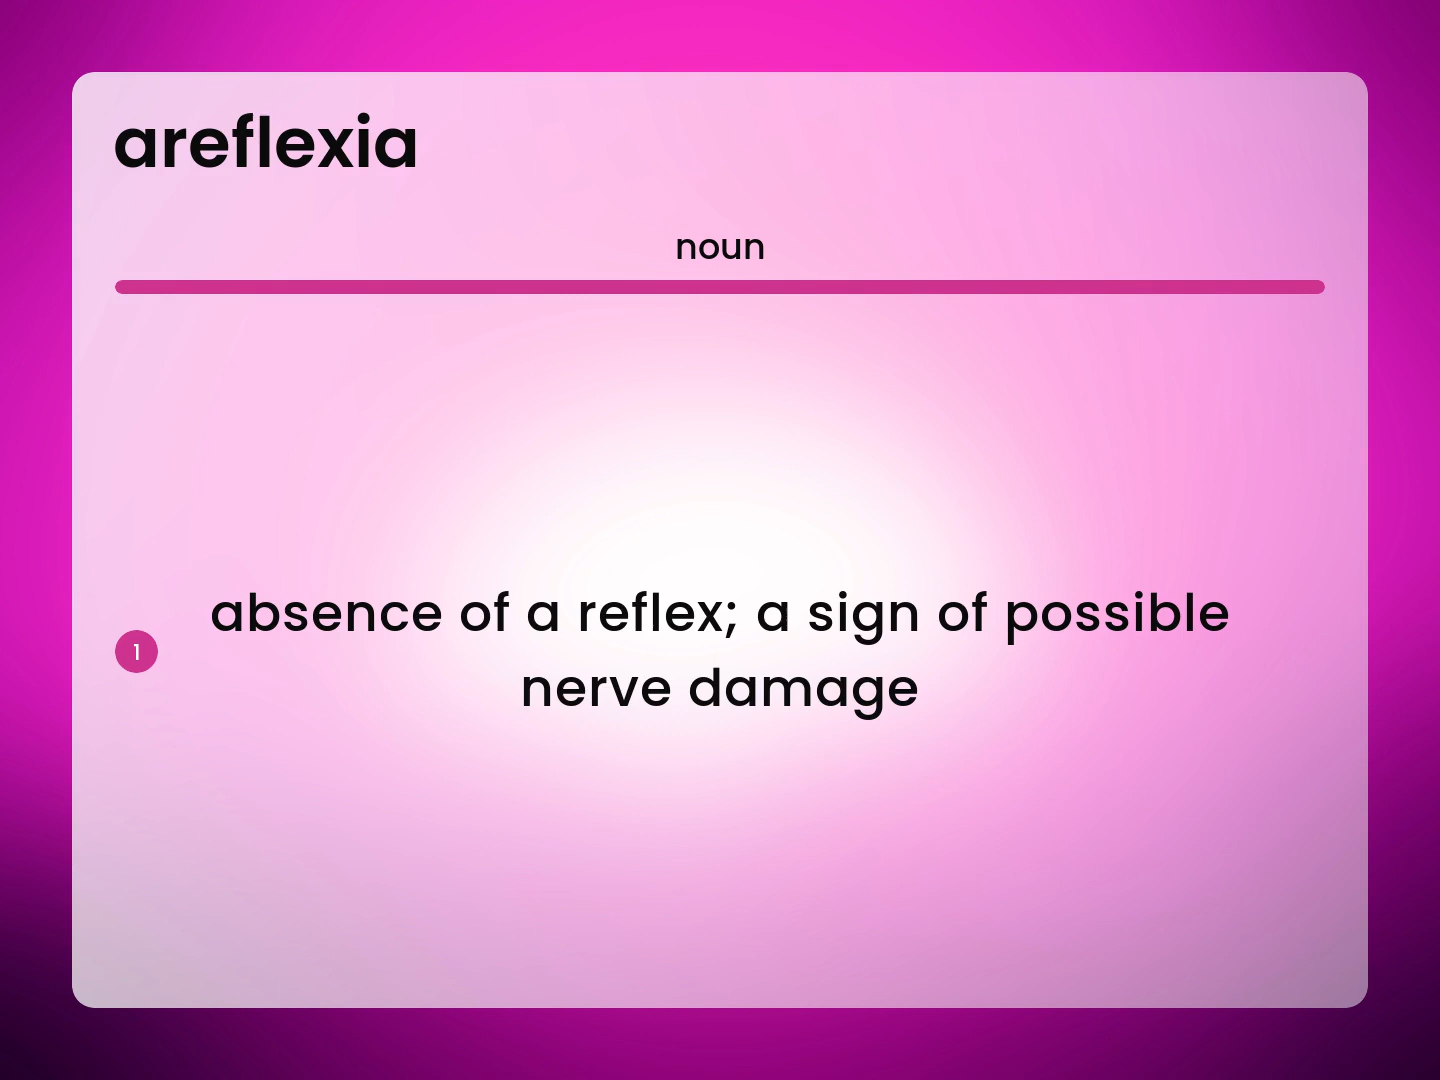 areflexia
noun
absence of a reflex; a sign of possible
1
nerve damage